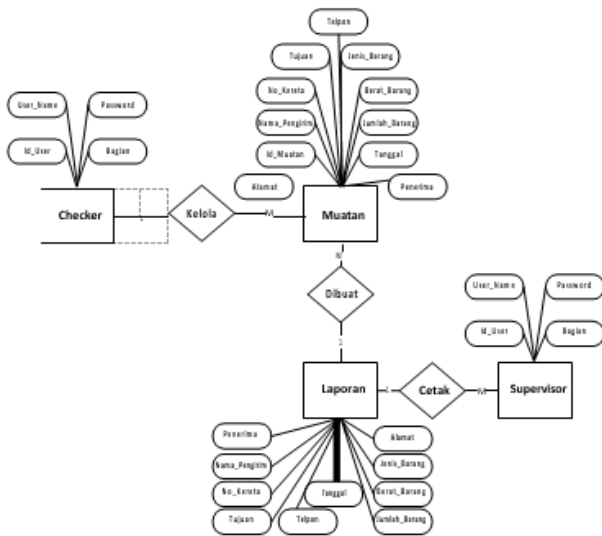 Telpon
Tujuan
Jenis_Barang
No_Kereta
Berat_Barang
User_Name
Password
Nama_Pengirim
Jumlah_Barang
Id_User
Bagian
Id_Muatan
Tanggal
Alamat
Penerima
Checker
Kelola
M
Muatan
Dibuat
User_Name
Password
1
Id_User
Bagian
Laporan
1
Cetak
M
Supervisor
Penerima
Alamat
Nama_Pengirim
Jenis_Barang
No_Kereta
Tanggal
Berat_Barang
Tujuan
Telpon
Jumlah_Barang